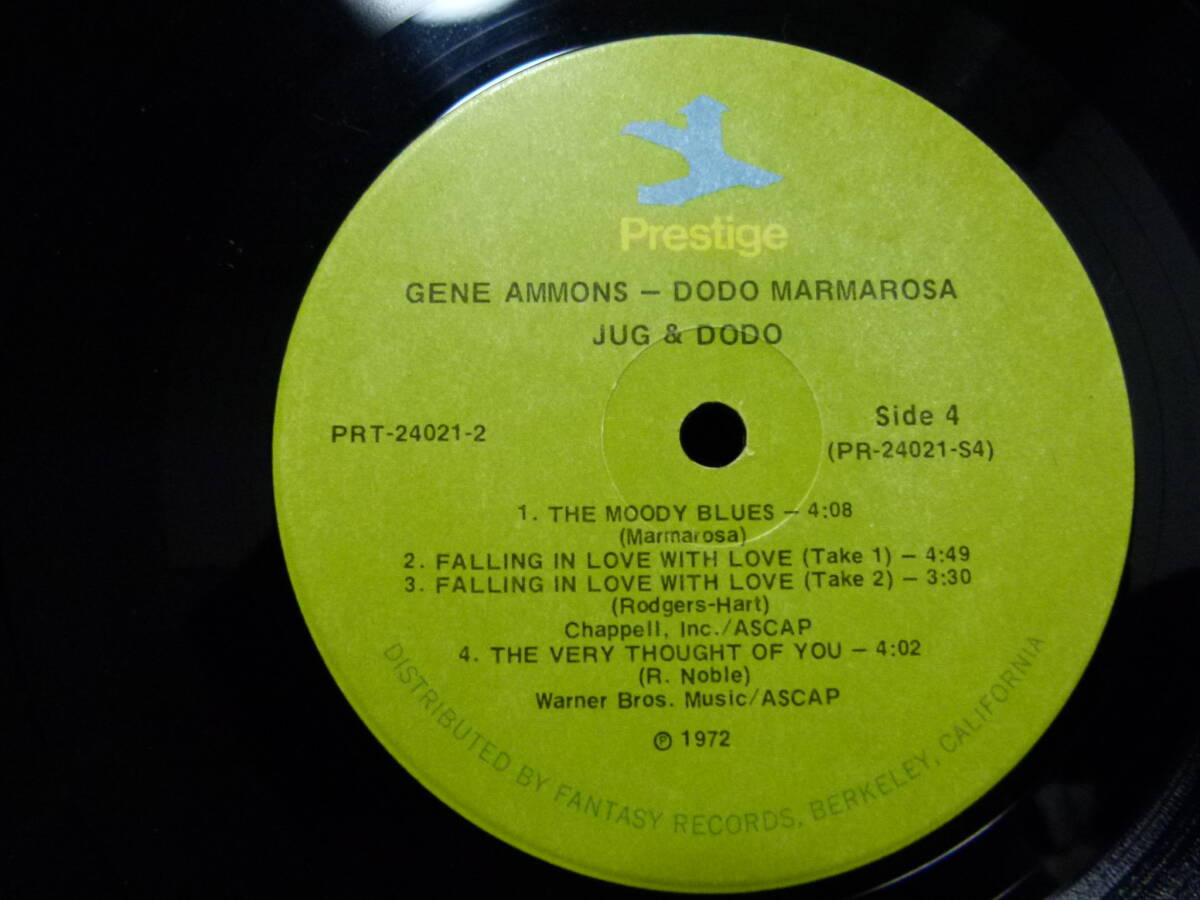 Prestige
GENE AMMONS – DODO MARMAROSA
JUG & DODO
PRT-24021-2
Side 4
(PR-24021-S4)
1. THE MOODY BLUES – 4:08
(Marmarosa)
2. FALLING IN LOVE WITH LOVE (Take 1) – 4:49
3. FALLING IN LOVE WITH LOVE (Take 2) – 3:30
(Rodgers-Hart)
Chappell, Inc./ASCAP
4. THE VERY THOUGHT OF YOU – 4:02
(R. Noble)
Warner Bros. Music/ASCAP
℗ 1972
DISTRIBUTED BY FANTASY RECORDS, BERKELEY, CALIFORNIA